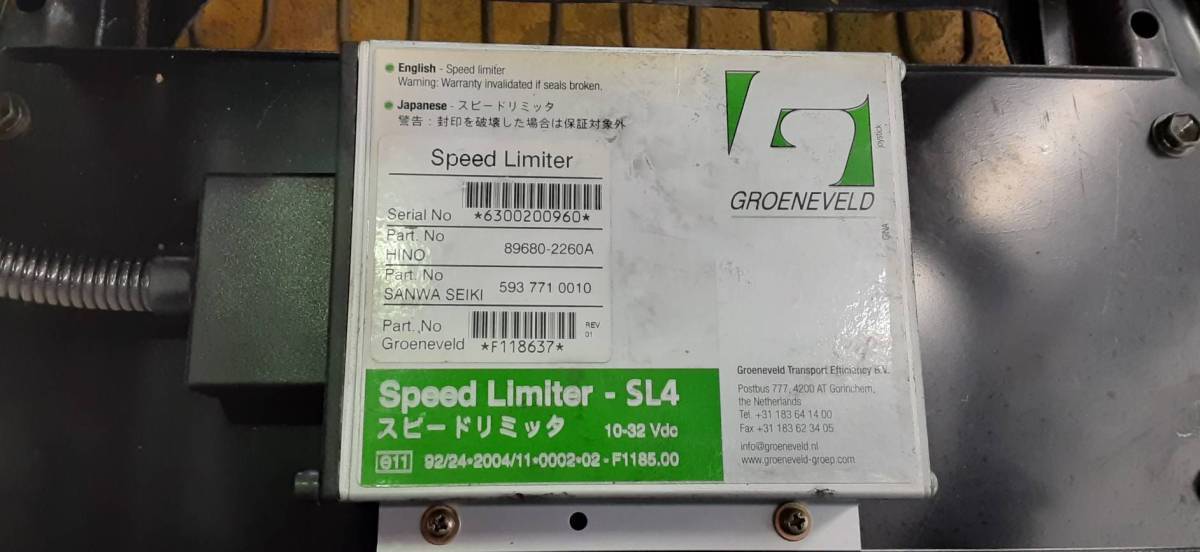 English - Speed limiter
Warning: Warranty invalidated if seals broken.
Japanese - スピードリミッタ
警告：封印を破壊した場合は保証対象外
Speed Limiter
Serial No *6300200960*
Part. No
HINO 89680-2260A
Part. No
SANWA SEIKI 593 771 0010
Part.,No
Groeneveld *F118637*
REV
01
Speed Limiter - SL4
スピードリミッタ 10-32 Vdc
e11 92/24•2004/11•0002•02 - F1185.00
G
GROENEVELD
joystick
GINA
Groeneveld Transport Efficiency B.V.
Postbus 777, 4200 AT Gorinchem,
the Netherlands
Tel. +31 183 64 14 00
Fax +31 183 62 34 05
info@groeneveld.nl
www.groeneveld-groep.com